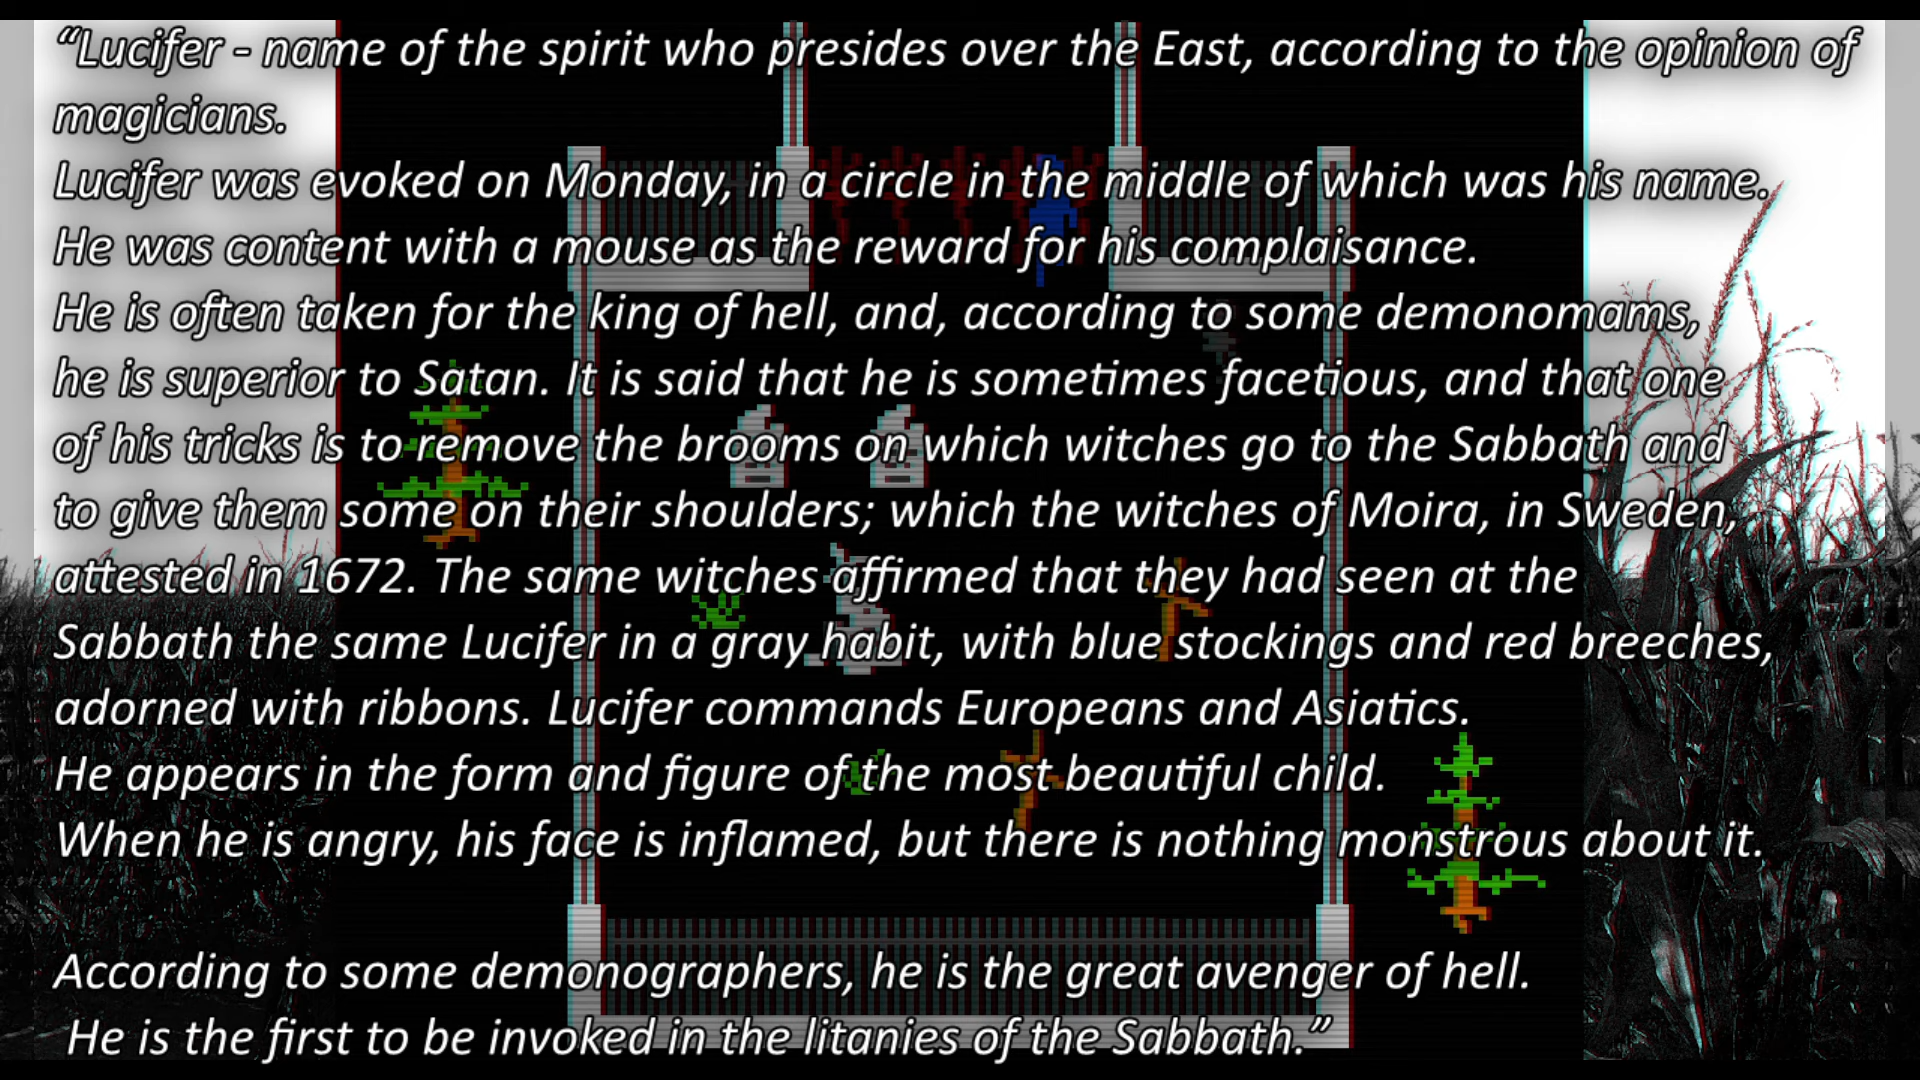 “Lucifer - name of the spirit who presides over the East, according to the opinion of
magicians.
Lucifer was evoked on Monday, in a circle in the middle of which was his name.
He was content with a mouse as the reward for his complaisance.
He is often taken for the king of hell, and, according to some demonomams,
he is superior to Satan. It is said that he is sometimes facetious, and that one
of his tricks is to remove the brooms on which witches go to the Sabbath and
to give them some on their shoulders; which the witches of Moira, in Sweden,
attested in 1672. The same witches affirmed that they had seen at the
Sabbath the same Lucifer in a gray habit, with blue stockings and red breeches,
adorned with ribbons. Lucifer commands Europeans and Asiatics.
He appears in the form and figure of the most beautiful child.
When he is angry, his face is inflamed, but there is nothing monstrous about it.
According to some demonographers, he is the great avenger of hell.
He is the first to be invoked in the litanies of the Sabbath.”